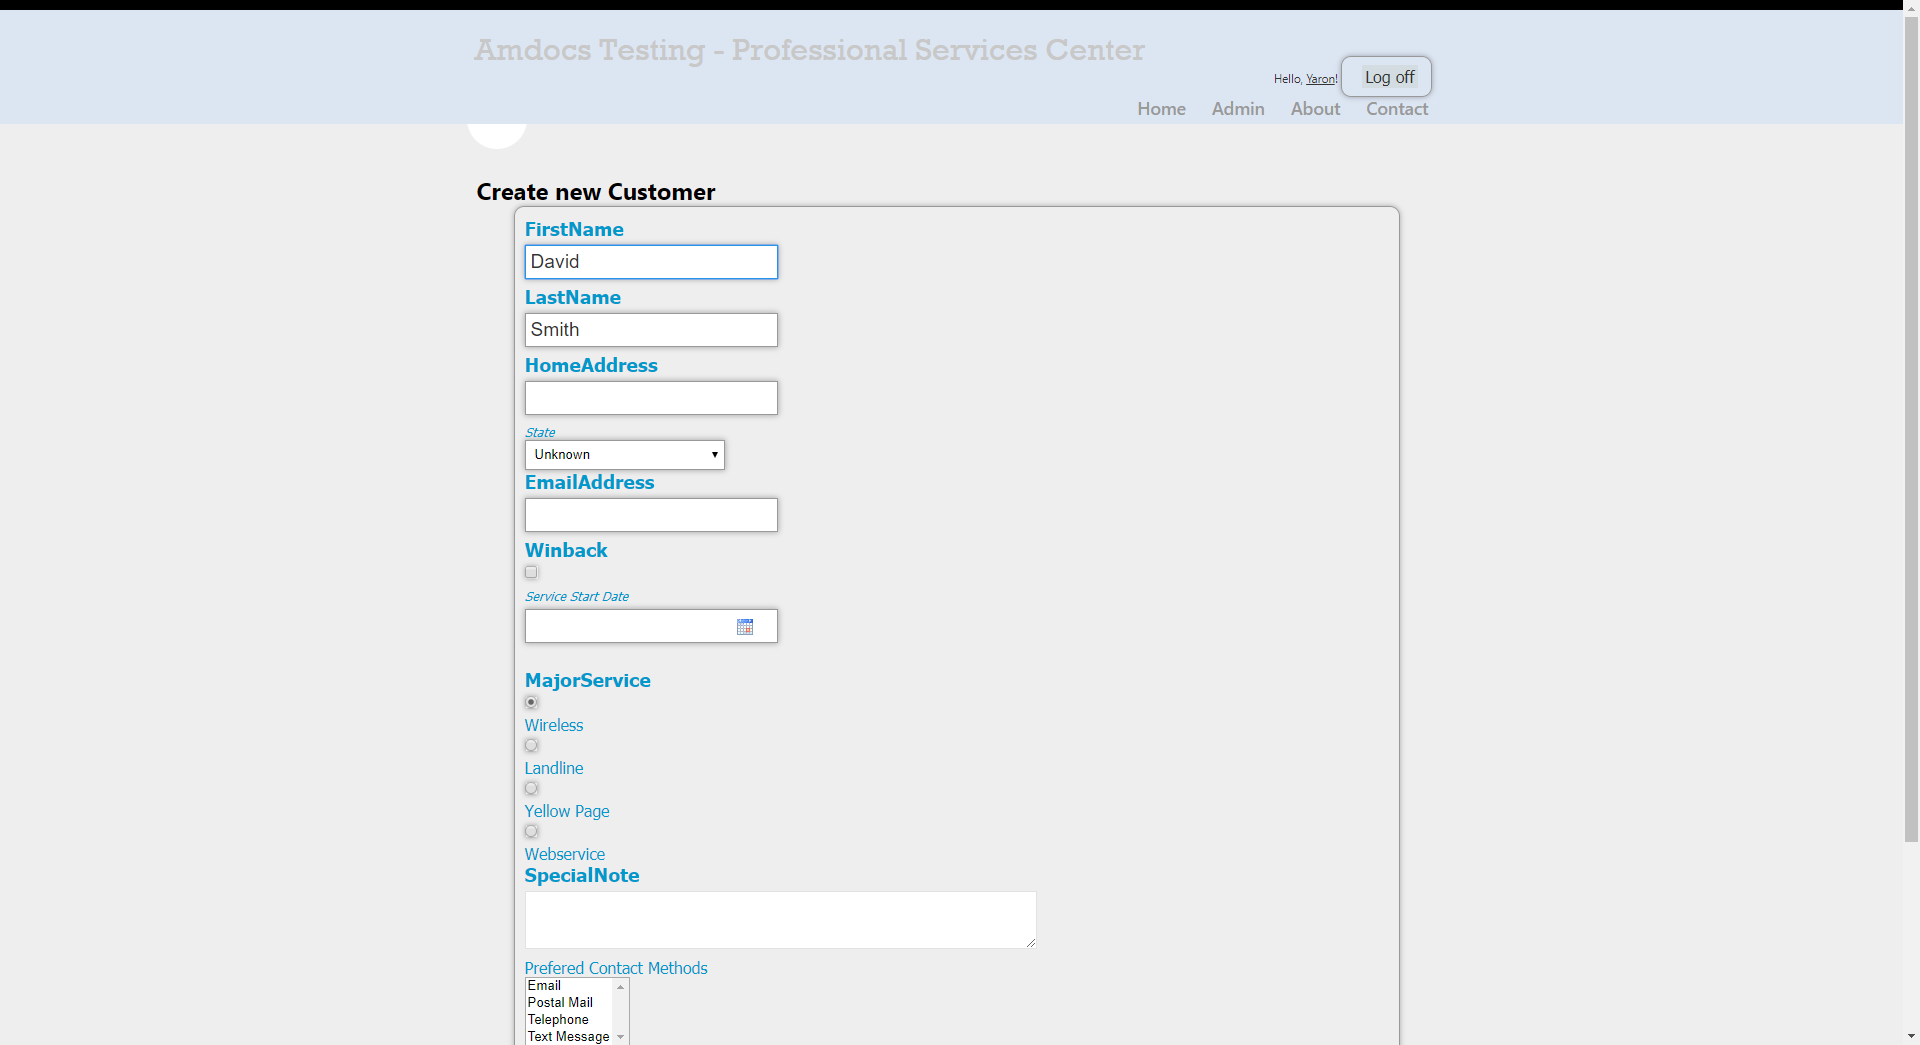 Amdocs Testing - Professional Services Center
Hello, Yaron!
Log off
Home Admin About Contact
Create new Customer
FirstName
David
LastName
Smith
HomeAddress
State
Unknown
EmailAddress
Winback
Service Start Date
MajorService
Wireless
Landline
Yellow Page
Webservice
SpecialNote
Prefered Contact Methods
Email
Postal Mail
Telephone
Text Message